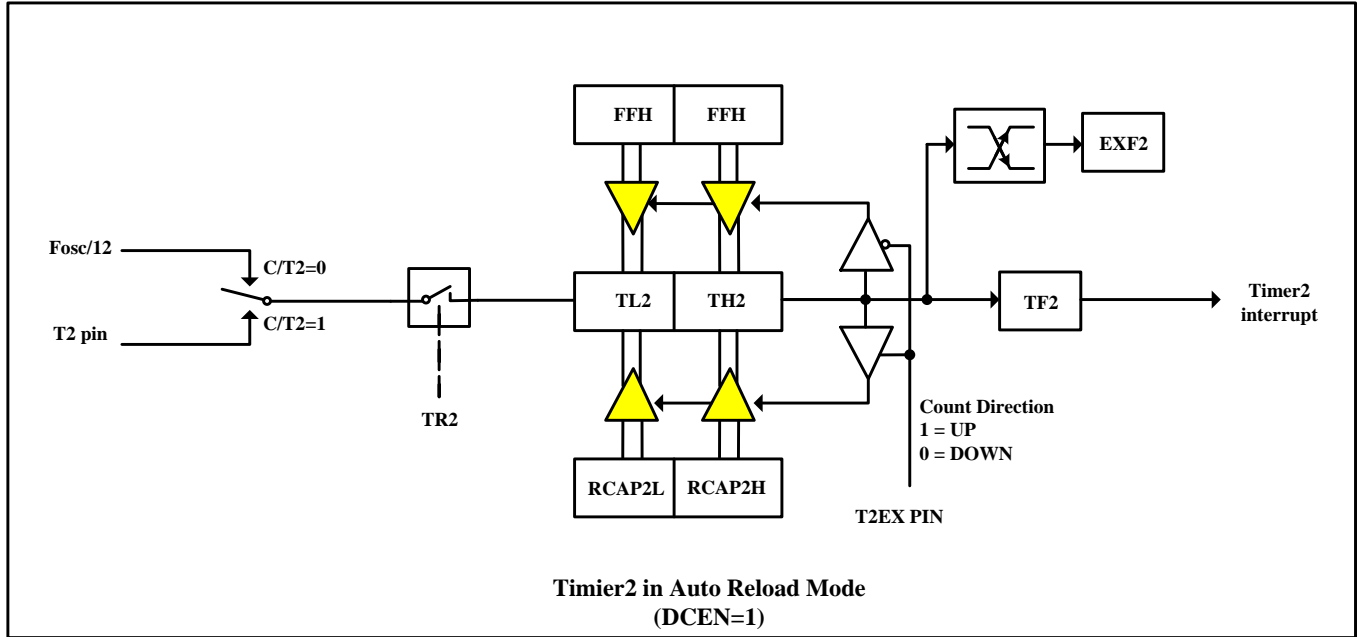 FFH FFH
EXF2
Fosc/12
C/T2=0
TL2 TH2
TF2
Timer2
interrupt
C/T2=1
T2 pin
TR2
Count Direction
1 = UP
0 = DOWN
RCAP2L RCAP2H
T2EX PIN
Timier2 in Auto Reload Mode
(DCEN=1)